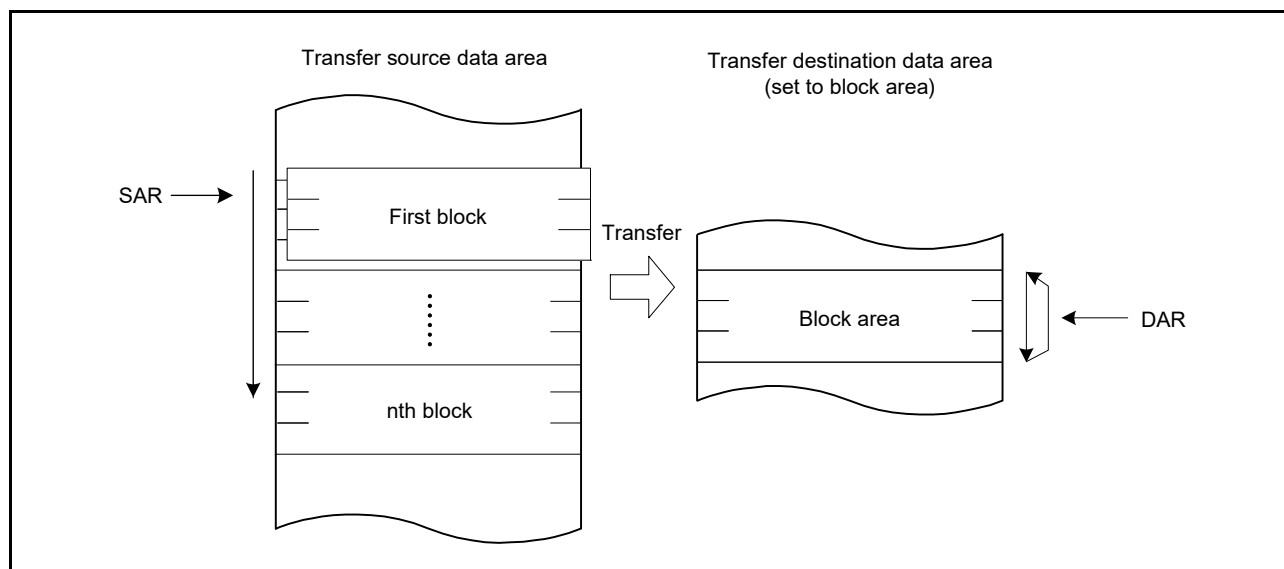 Transfer source data area
Transfer destination data area
(set to block area)
SAR
First block
Transfer
Block area
DAR
nth block